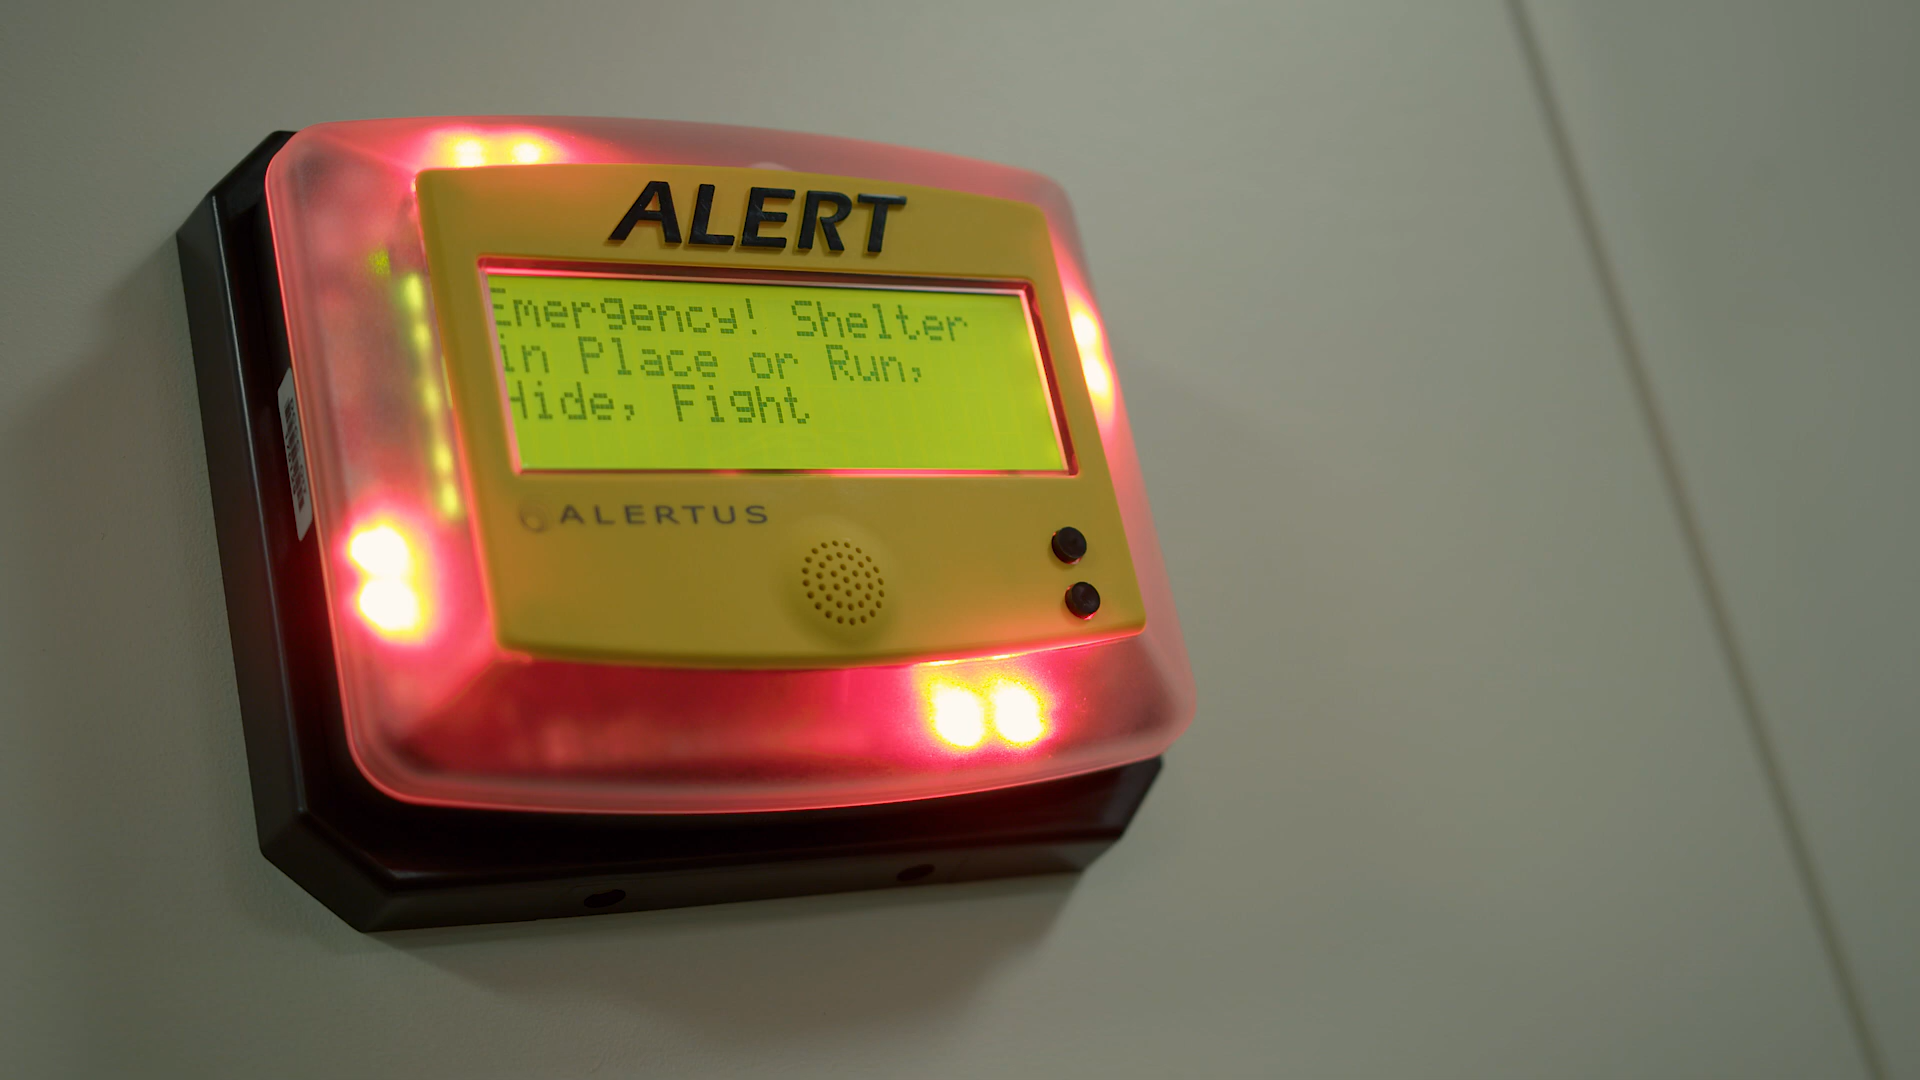 ALERT
Emergency! Shelter
in Place or Run,
Hide, Fight
ALERTUS